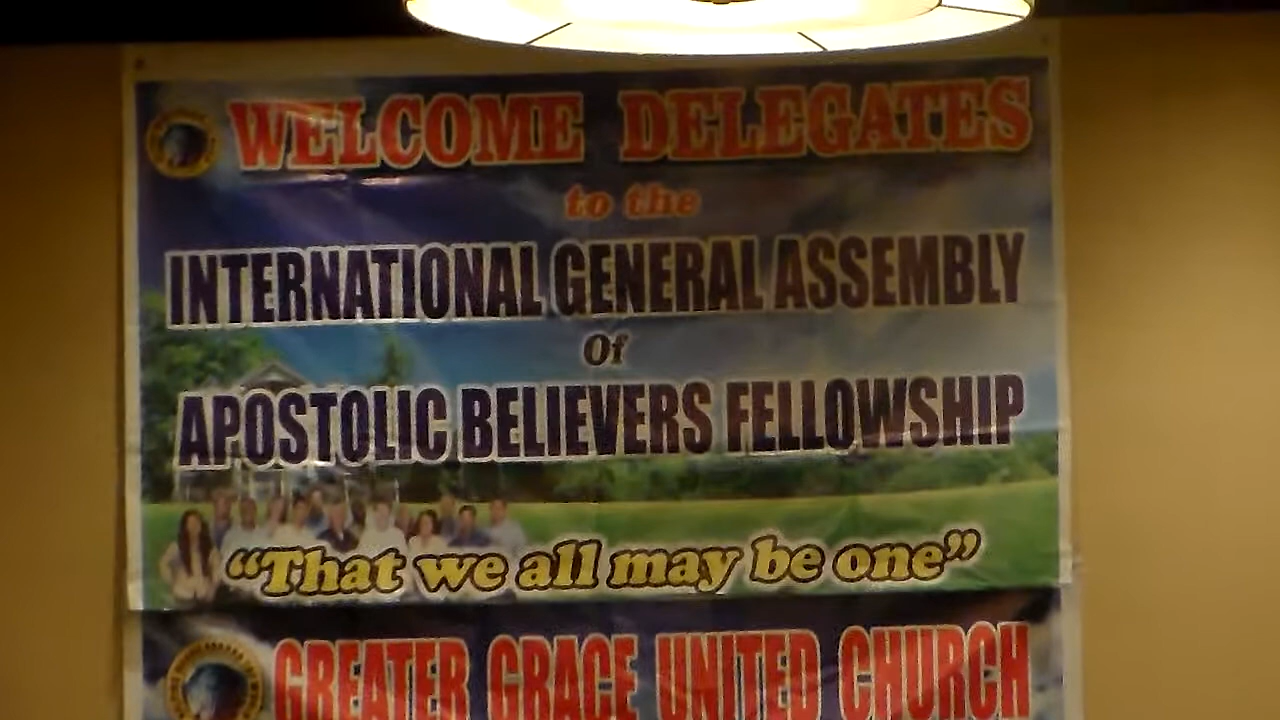 WELCOME DELEGATES
to the
INTERNATIONAL GENERAL ASSEMBLY
Of
APOSTOLIC BELIEVERS FELLOWSHIP
“That we all may be one”
GREATER GRACE UNITED CHURCH